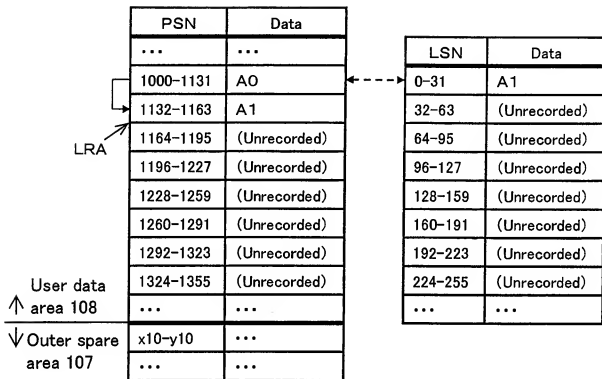 PSN Data
... ...
1000-1131 A0
1132-1163 A1
LRA
1164-1195 (Unrecorded)
1196-1227 (Unrecorded)
1228-1259 (Unrecorded)
1260-1291 (Unrecorded)
1292-1323 (Unrecorded)
1324-1355 (Unrecorded)
... ...
User data
area 108
Outer spare
area 107
x10-y10 ...
... ...
LSN Data
0-31 A1
32-63 (Unrecorded)
64-95 (Unrecorded)
96-127 (Unrecorded)
128-159 (Unrecorded)
160-191 (Unrecorded)
192-223 (Unrecorded)
224-255 (Unrecorded)
... ...